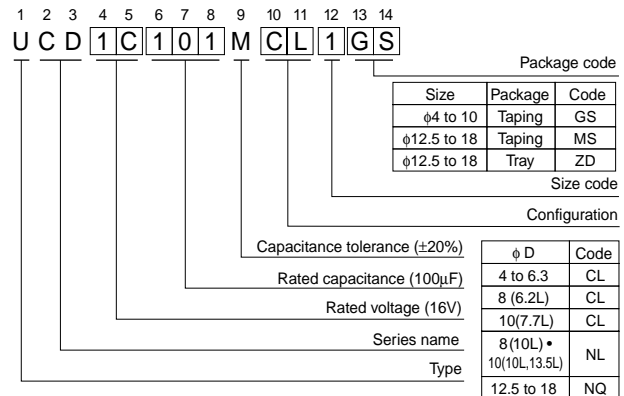 1 2 3 4 5 6 7 8 9 10 11 12 13 14
U C D 1 C 1 0 1 M C L 1 G S
Package code
Size Package Code
ϕ4 to 10 Taping GS
ϕ12.5 to 18 Taping MS
ϕ12.5 to 18 Tray ZD
Size code
Configuration
Capacitance tolerance (±20%)
Rated capacitance (100µF)
Rated voltage (16V)
Series name
Type
ϕ D Code
4 to 6.3 CL
8 (6.2L) CL
10(7.7L) CL
8(10L) •
10(10L,13.5L) NL
12.5 to 18 NQ